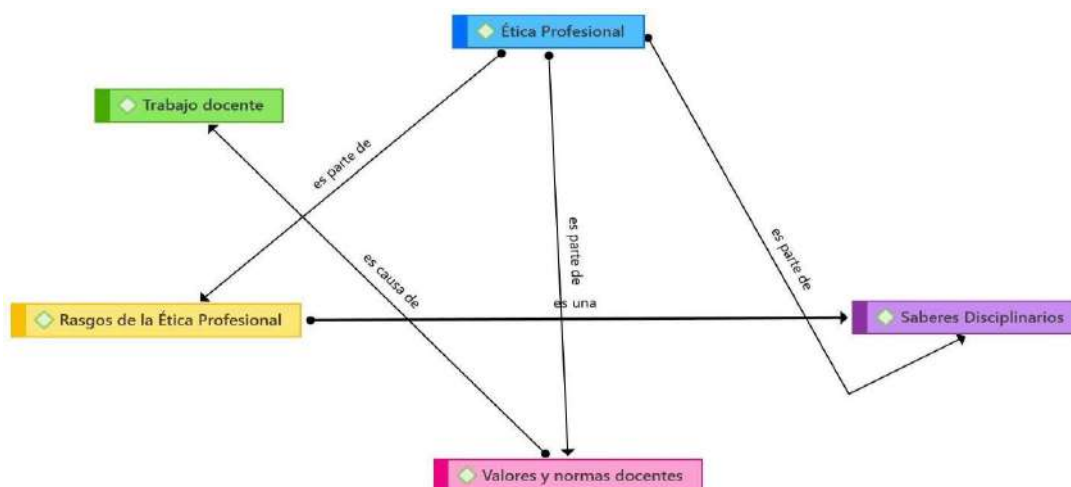 Ética Profesional
Trabajo docente
es parte de
es parte de
es parte de
es causa de
es una
Rasgos de la Ética Profesional
Saberes Disciplinarios
Valores y normas docentes